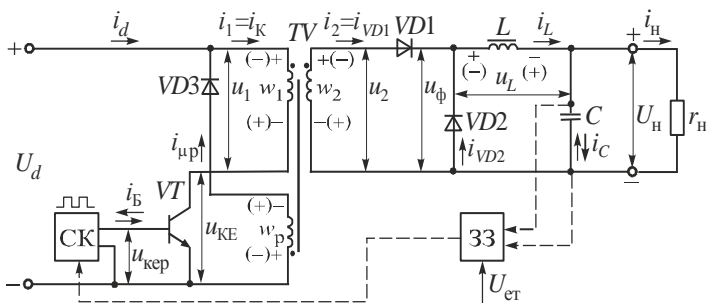 i_d i_1=i_К TV i_2=i_VD1 VD1 L i_L i_н
+ (−)+ +(−) + (−) − (+) +
VD3 u_1 w_1 w_2 u_2 u_ф u_L C U_н r_н
(+)− −(+)
i_μр VD2 i_VD2 i_C
U_d −
VT (+)−
i_Б u_КЕ w_р
СК u_кер ЗЗ
(−)+
− U_ет